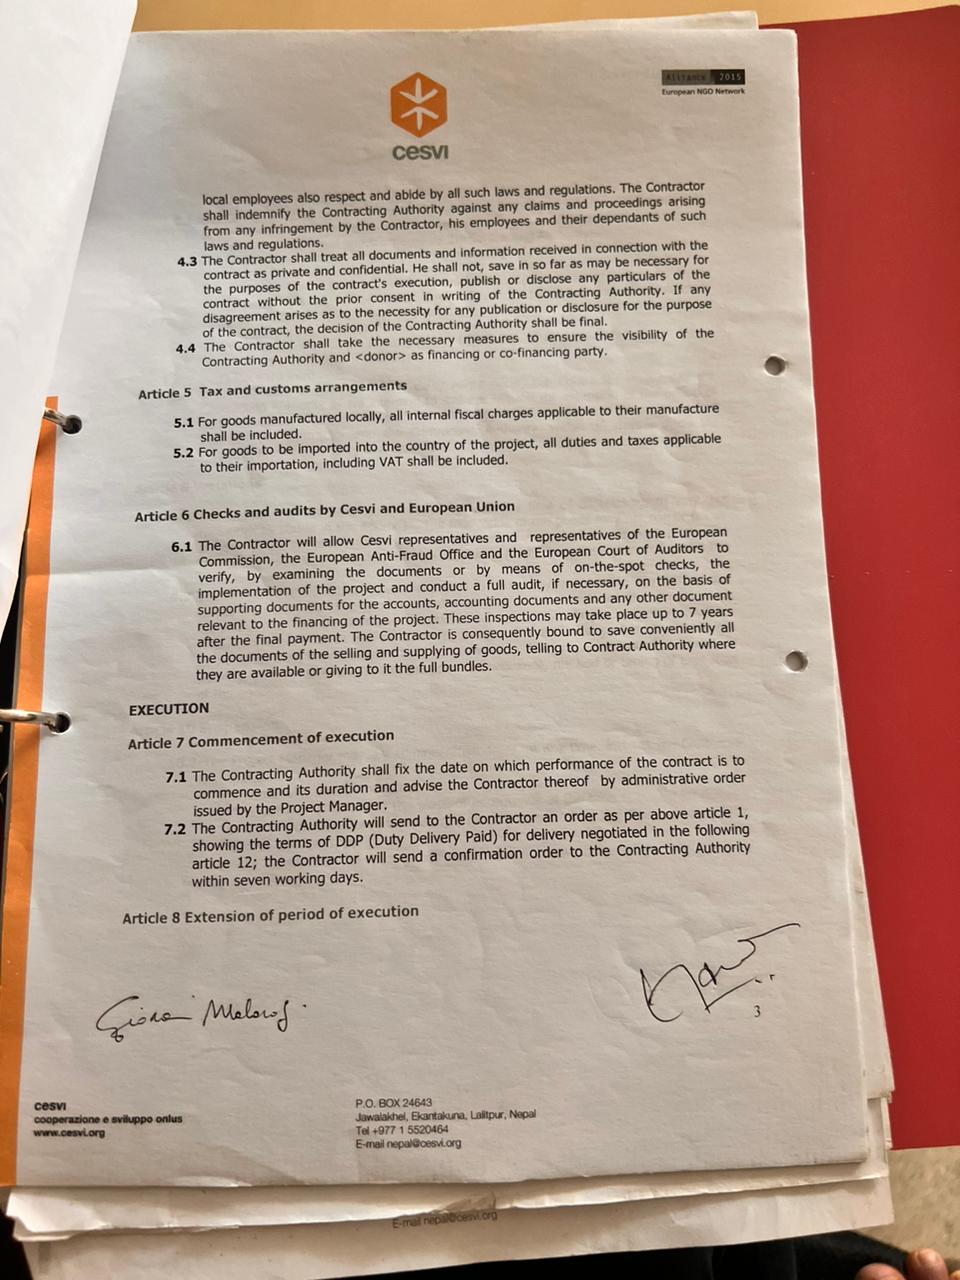 Alliance 2015
European NGO Network
cesvi
local employees also respect and abide by all such laws and regulations. The Contractor
shall indemnify the Contracting Authority against any claims and proceedings arising
from any infringement by the Contractor, his employees and their dependants of such
laws and regulations.
4.3 The Contractor shall treat all documents and information received in connection with the
contract as private and confidential. He shall not, save in so far as may be necessary for
the purposes of the contract's execution, publish or disclose any particulars of the
contract without the prior consent in writing of the Contracting Authority. If any
disagreement arises as to the necessity for any publication or disclosure for the purpose
of the contract, the decision of the Contracting Authority shall be final.
4.4 The Contractor shall take the necessary measures to ensure the visibility of the
Contracting Authority and <donor> as financing or co-financing party.
Article 5 Tax and customs arrangements
5.1 For goods manufactured locally, all internal fiscal charges applicable to their manufacture
shall be included.
5.2 For goods to be imported into the country of the project, all duties and taxes applicable
to their importation, including VAT shall be included.
Article 6 Checks and audits by Cesvi and European Union
6.1 The Contractor will allow Cesvi representatives and representatives of the European
Commission, the European Anti-Fraud Office and the European Court of Auditors to
verify, by examining the documents or by means of on-the-spot checks, the
implementation of the project and conduct a full audit, if necessary, on the basis of
supporting documents for the accounts, accounting documents and any other document
relevant to the financing of the project. These inspections may take place up to 7 years
after the final payment. The Contractor is consequently bound to save conveniently all
the documents of the selling and supplying of goods, telling to Contract Authority where
they are available or giving to it the full bundles.
EXECUTION
Article 7 Commencement of execution
7.1 The Contracting Authority shall fix the date on which performance of the contract is to
commence and its duration and advise the Contractor thereof by administrative order
issued by the Project Manager.
7.2 The Contracting Authority will send to the Contractor an order as per above article 1,
showing the terms of DDP (Duty Delivery Paid) for delivery negotiated in the following
article 12; the Contractor will send a confirmation order to the Contracting Authority
within seven working days.
Article 8 Extension of period of execution
3
cesvi
cooperazione e sviluppo onlus
www.cesvi.org
P.O. BOX 24643
Jawalakhel, Ekantakuna, Lalitpur, Nepal
Tel +977 1 5520464
E-mail nepal@cesvi.org
E-mail nepal@cesvi.org